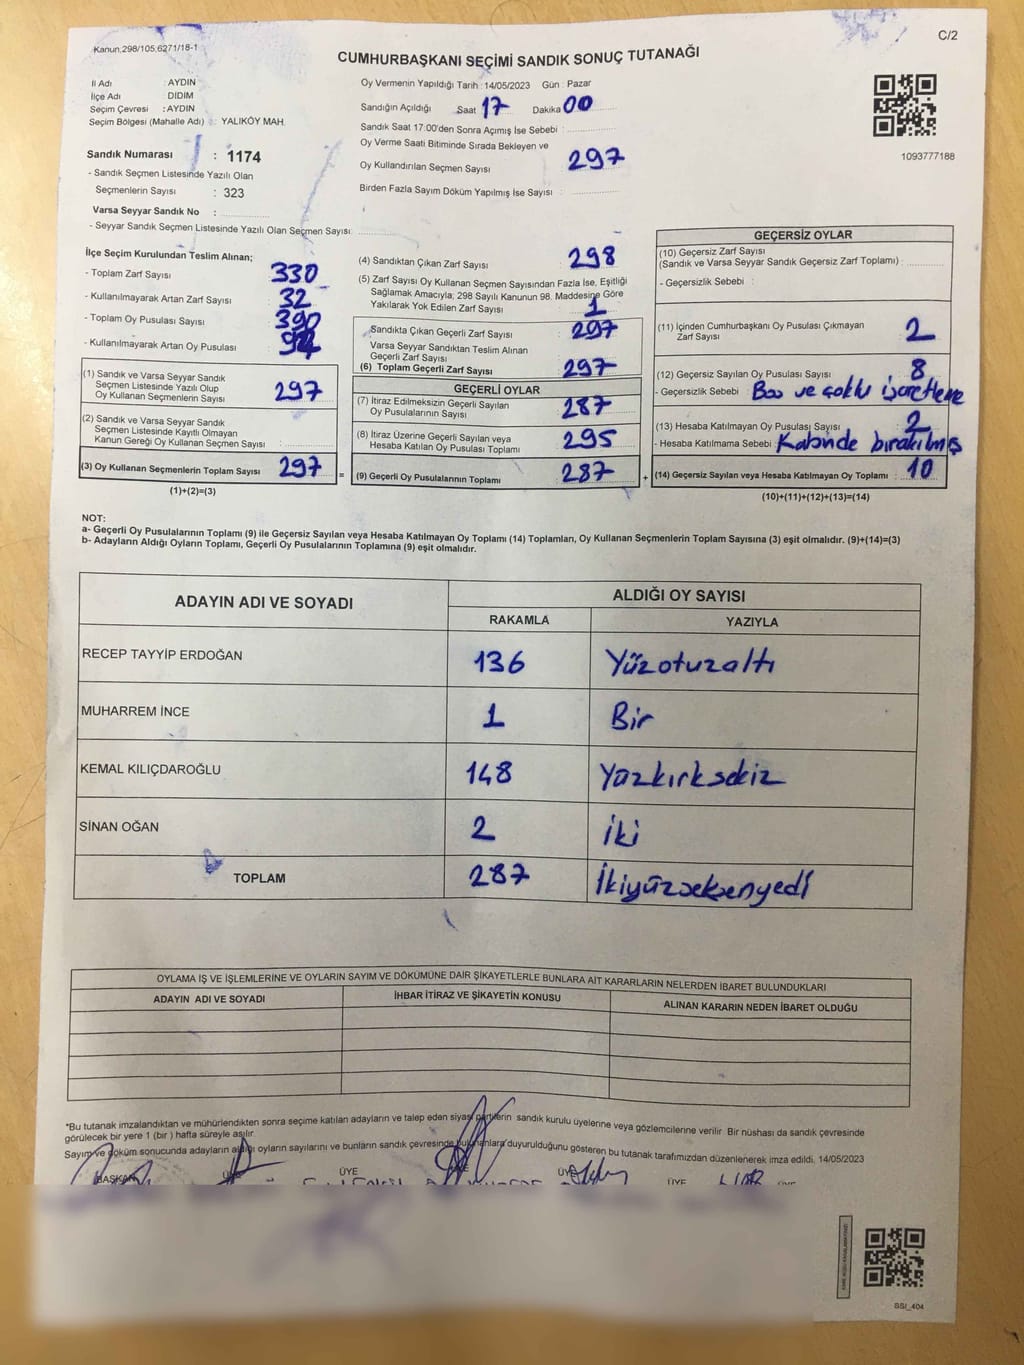 Kanun,298/105,6271/18-1
C/2
CUMHURBAŞKANI SEÇİMİ SANDIK SONUÇ TUTANAĞI
İl Adı : AYDIN
İlçe Adı DIDIM
Seçim Çevresi : AYDIN
Seçim Bölgesi (Mahalle Adı) : YALIKÖY MAH.
Sandık Numarası : 1174
- Sandık Seçmen Listesinde Yazılı Olan
Seçmenlerin Sayısı : 323
Varsa Seyyar Sandık No :
- Seyyar Sandık Seçmen Listesinde Yazılı Olan Seçmen Sayısı:
Oy Vermenin Yapıldığı Tarih : 14/05/2023 Gün : Pazar
Sandığın Açıldığı Saat 17 Dakika 00
Sandık Saat 17:00'den Sonra Açımış İse Sebebi :
Oy Verme Saati Bitiminde Sırada Bekleyen ve
Oy Kullandırılan Seçmen Sayısı 297
Birden Fazla Sayım Döküm Yapılmış İse Sayısı :
1093777188
İlçe Seçim Kurulundan Teslim Alınan;
- Toplam Zarf Sayısı 330
- Kullanılmayarak Artan Zarf Sayısı : 32
- Toplam Oy Pusulası Sayısı : 390
- Kullanılmayarak Artan Oy Pusulası
(1) Sandık ve Varsa Seyyar Sandık
Seçmen Listesinde Yazılı Olup
Oy Kullanan Seçmenlerin Sayısı : 297
(2) Sandık ve Varsa Seyyar Sandık
Seçmen Listesinde Kayıtlı Olmayan
Kanun Gereği Oy Kullanan Seçmen Sayısı :
(3) Oy Kullanan Seçmenlerin Toplam Sayısı 297 =
(1)+(2)=(3)
(4) Sandıktan Çıkan Zarf Sayısı : 298
(5) Zarf Sayısı Oy Kullanan Seçmen Sayısından Fazla İse, Eşitliği
Sağlamak Amacıyla; 298 Sayılı Kanunun 98. Maddesine Göre
Yakılarak Yok Edilen Zarf Sayısı : 1
Sandıkta Çıkan Geçerli Zarf Sayısı : 297
Varsa Seyyar Sandıktan Teslim Alınan
Geçerli Zarf Sayısı
(6) Toplam Geçerli Zarf Sayısı : 297
GEÇERLİ OYLAR
(7) İtiraz Edilmeksizin Geçerli Sayılan
Oy Pusulalarının Sayısı : 287
(8) İtiraz Üzerine Geçerli Sayılan veya
Hesaba Katılan Oy Pusulası Toplamı : 295
(9) Geçerli Oy Pusulalarının Toplamı : 287 +
GEÇERSİZ OYLAR
(10) Geçersiz Zarf Sayısı
(Sandık ve Varsa Seyyar Sandık Geçersiz Zarf Toplamı) :
- Geçersizlik Sebebi :
(11) İçinden Cumhurbaşkanı Oy Pusulası Çıkmayan
Zarf Sayısı 2
(12) Geçersiz Sayılan Oy Pusulası Sayısı : 8
- Geçersizlik Sebebi : Boş ve çoklu işaretleme
(13) Hesaba Katılmayan Oy Pusulası Sayısı : 2
- Hesaba Katılmama Sebebi : Kabinde bırakılmış
(14) Geçersiz Sayılan veya Hesaba Katılmayan Oy Toplamı : 10
(10)+(11)+(12)+(13)=(14)
NOT:
a- Geçerli Oy Pusulalarının Toplamı (9) ile Geçersiz Sayılan veya Hesaba Katılmayan Oy Toplamı (14) Toplamları, Oy Kullanan Seçmenlerin Toplam Sayısına (3) eşit olmalıdır. (9)+(14)=(3)
b- Adayların Aldığı Oyların Toplamı, Geçerli Oy Pusulalarının Toplamına (9) eşit olmalıdır.
ADAYIN ADI VE SOYADI
ALDIĞI OY SAYISI
RAKAMLA YAZIYLA
RECEP TAYYİP ERDOĞAN 136 Yüzotuzaltı
MUHARREM İNCE 1 Bir
KEMAL KILIÇDAROĞLU 148 Yüzkırksekiz
SİNAN OĞAN 2 İki
TOPLAM 287 İkiyüzseksenyedi
OYLAMA İŞ VE İŞLEMLERİNE VE OYLARIN SAYIM VE DÖKÜMÜNE DAİR ŞİKAYETLERLE BUNLARA AİT KARARLARIN NELERDEN İBARET BULUNDUKLARI
ADAYIN ADI VE SOYADI İHBAR İTİRAZ VE ŞİKAYETİN KONUSU ALINAN KARARIN NEDEN İBARET OLDUĞU
*Bu tutanak imzalandıktan ve mühürlendikten sonra seçime katılan adayların ve talep eden siyasi partilerin sandık kurulu üyelerine veya gözlemcilerine verilir. Bir nüshası da sandık çevresinde
görülecek bir yere 1 (bir ) hafta süreyle asılır.
Sayım ve döküm sonucunda adayların aldığı oyların sayılarını ve bunların sandık çevresinde bulunanlara duyurulduğunu gösteren bu tutanak tarafımızdan düzenlenerek imza edildi. 14/05/2023
BAŞKAN ÜYE ÜYE ÜYE ÜYE ÜYE
SSİ_404